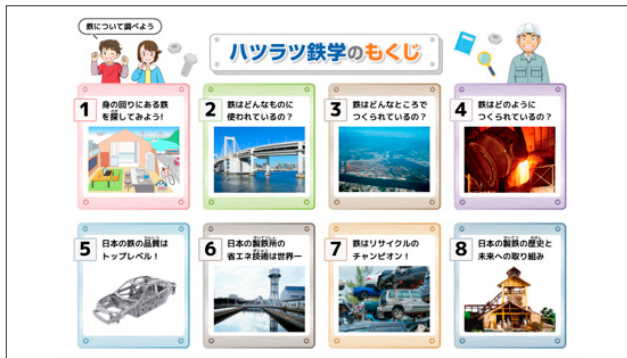 鉄について調べよう
ハツラツ鉄学のもくじ
1
身の回りにある鉄
を探してみよう!
2
鉄はどんなものに
使われているの？
3
鉄はどんなところで
つくられているの？
4
鉄はどのように
つくられているの？
5
日本の鉄の品質は
トップレベル！
6
日本の製鉄所の
省エネ技術は世界一
7
鉄はリサイクルの
チャンピオン！
8
日本の製鉄の歴史と
未来への取り組み